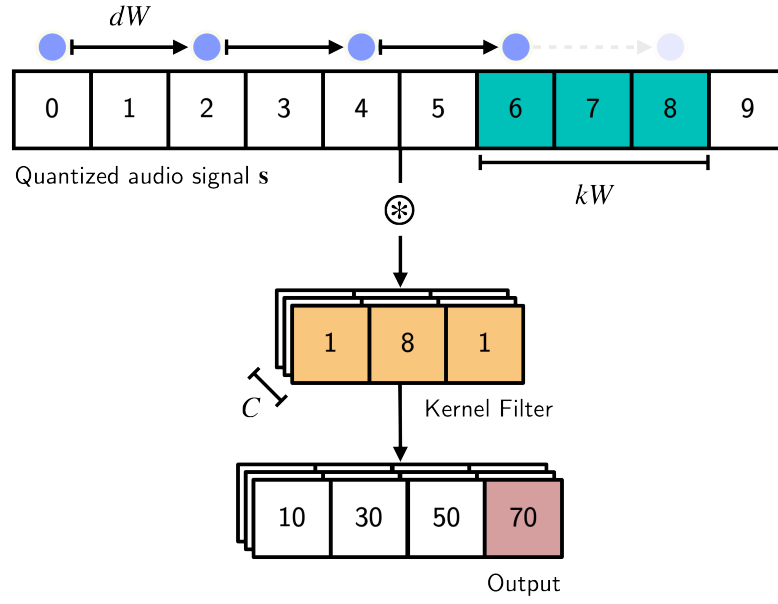 dW
0 1 2 3 4 5 6 7 8 9
Quantized audio signal s
kW
⊛
1 8 1
C
Kernel Filter
10 30 50 70
Output